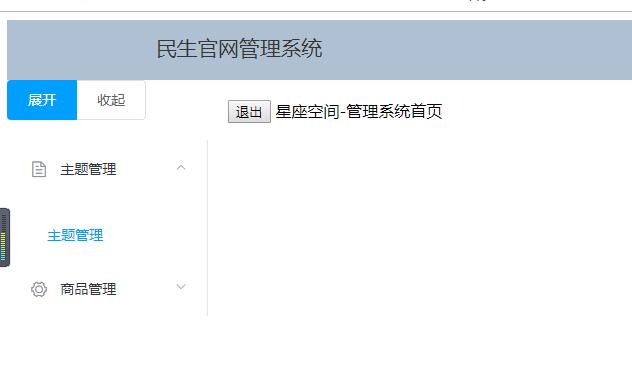 民生官网管理系统
展开 收起
退出 星座空间-管理系统首页
主题管理
主题管理
商品管理